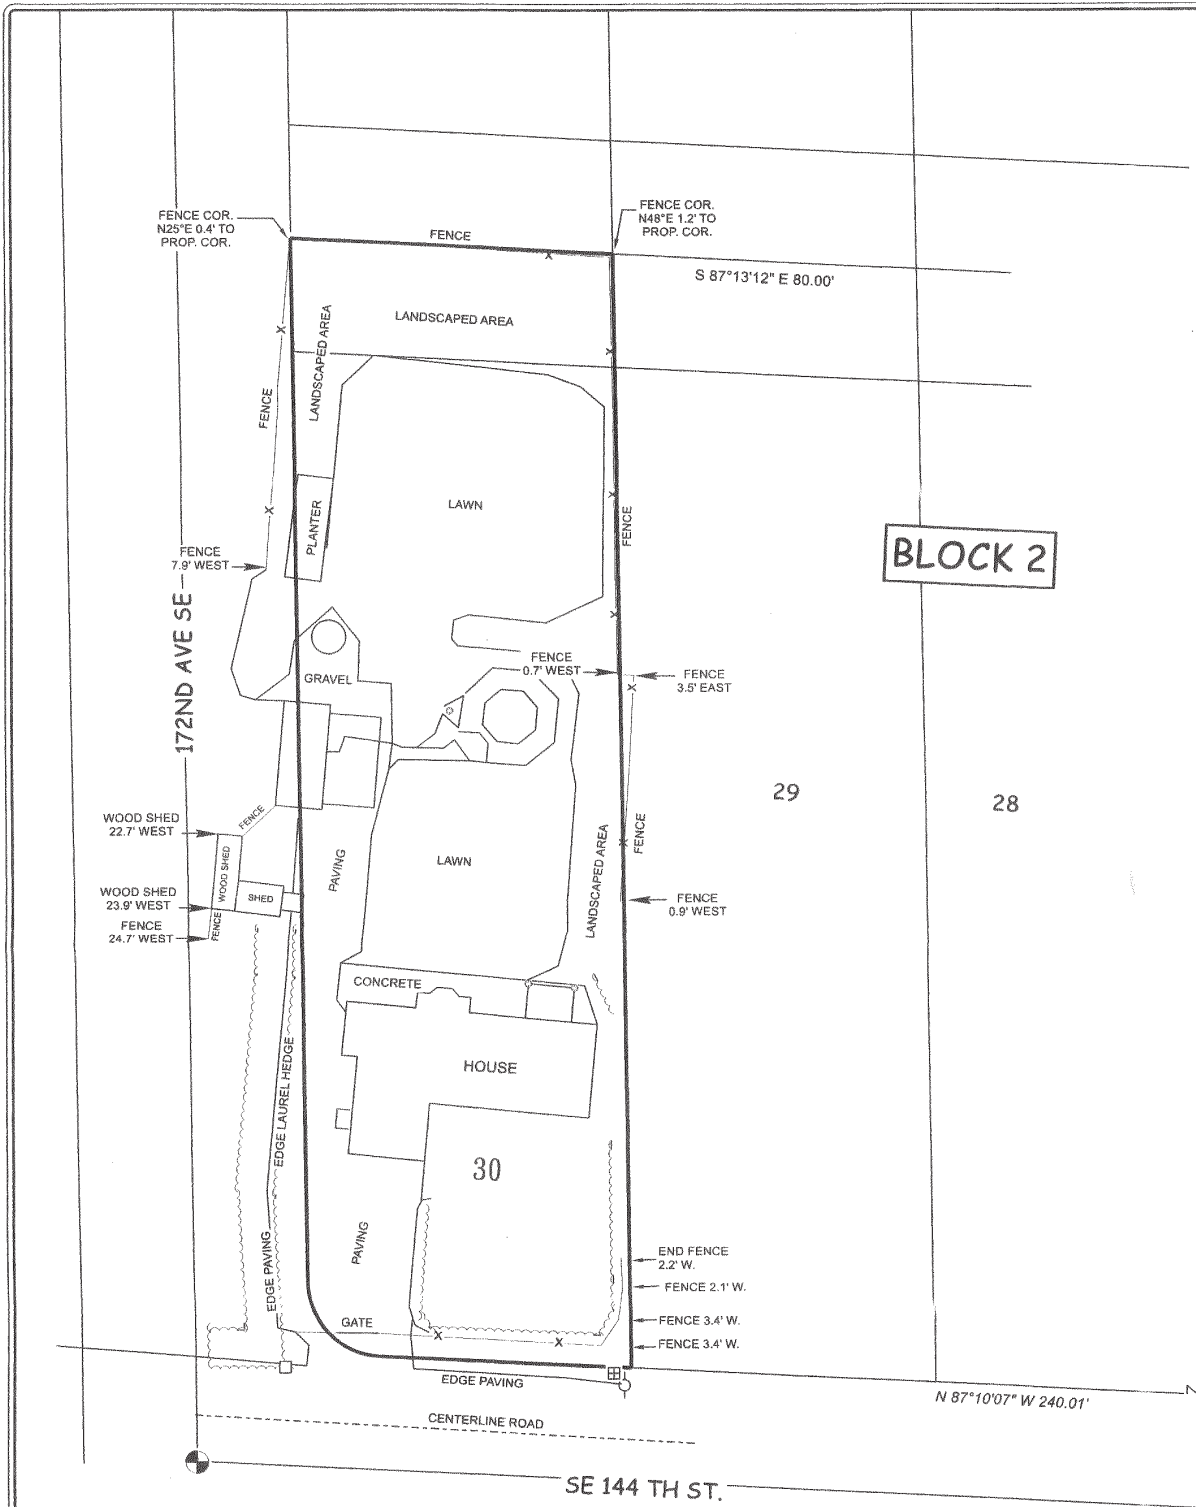 FENCE COR.
N25°E 0.4' TO
PROP. COR.
FENCE
FENCE COR.
N48°E 1.2' TO
PROP. COR.
S 87°13'12" E 80.00'
LANDSCAPED AREA
LANDSCAPED AREA
FENCE
LAWN
PLANTER
FENCE
BLOCK 2
FENCE
7.9' WEST
172ND AVE SE
FENCE
0.7' WEST
FENCE
3.5' EAST
GRAVEL
29
28
WOOD SHED
22.7' WEST
FENCE
FENCE
PAVING
LAWN
LANDSCAPED AREA
WOOD SHED
SHED
WOOD SHED
23.9' WEST
FENCE
0.9' WEST
FENCE
24.7' WEST
FENCE
CONCRETE
HOUSE
EDGE LAUREL HEDGE
30
PAVING
EDGE PAVING
END FENCE
2.2' W.
FENCE 2.1' W.
FENCE 3.4' W.
FENCE 3.4' W.
GATE
EDGE PAVING
N 87°10'07" W 240.01'
CENTERLINE ROAD
SE 144 TH ST.